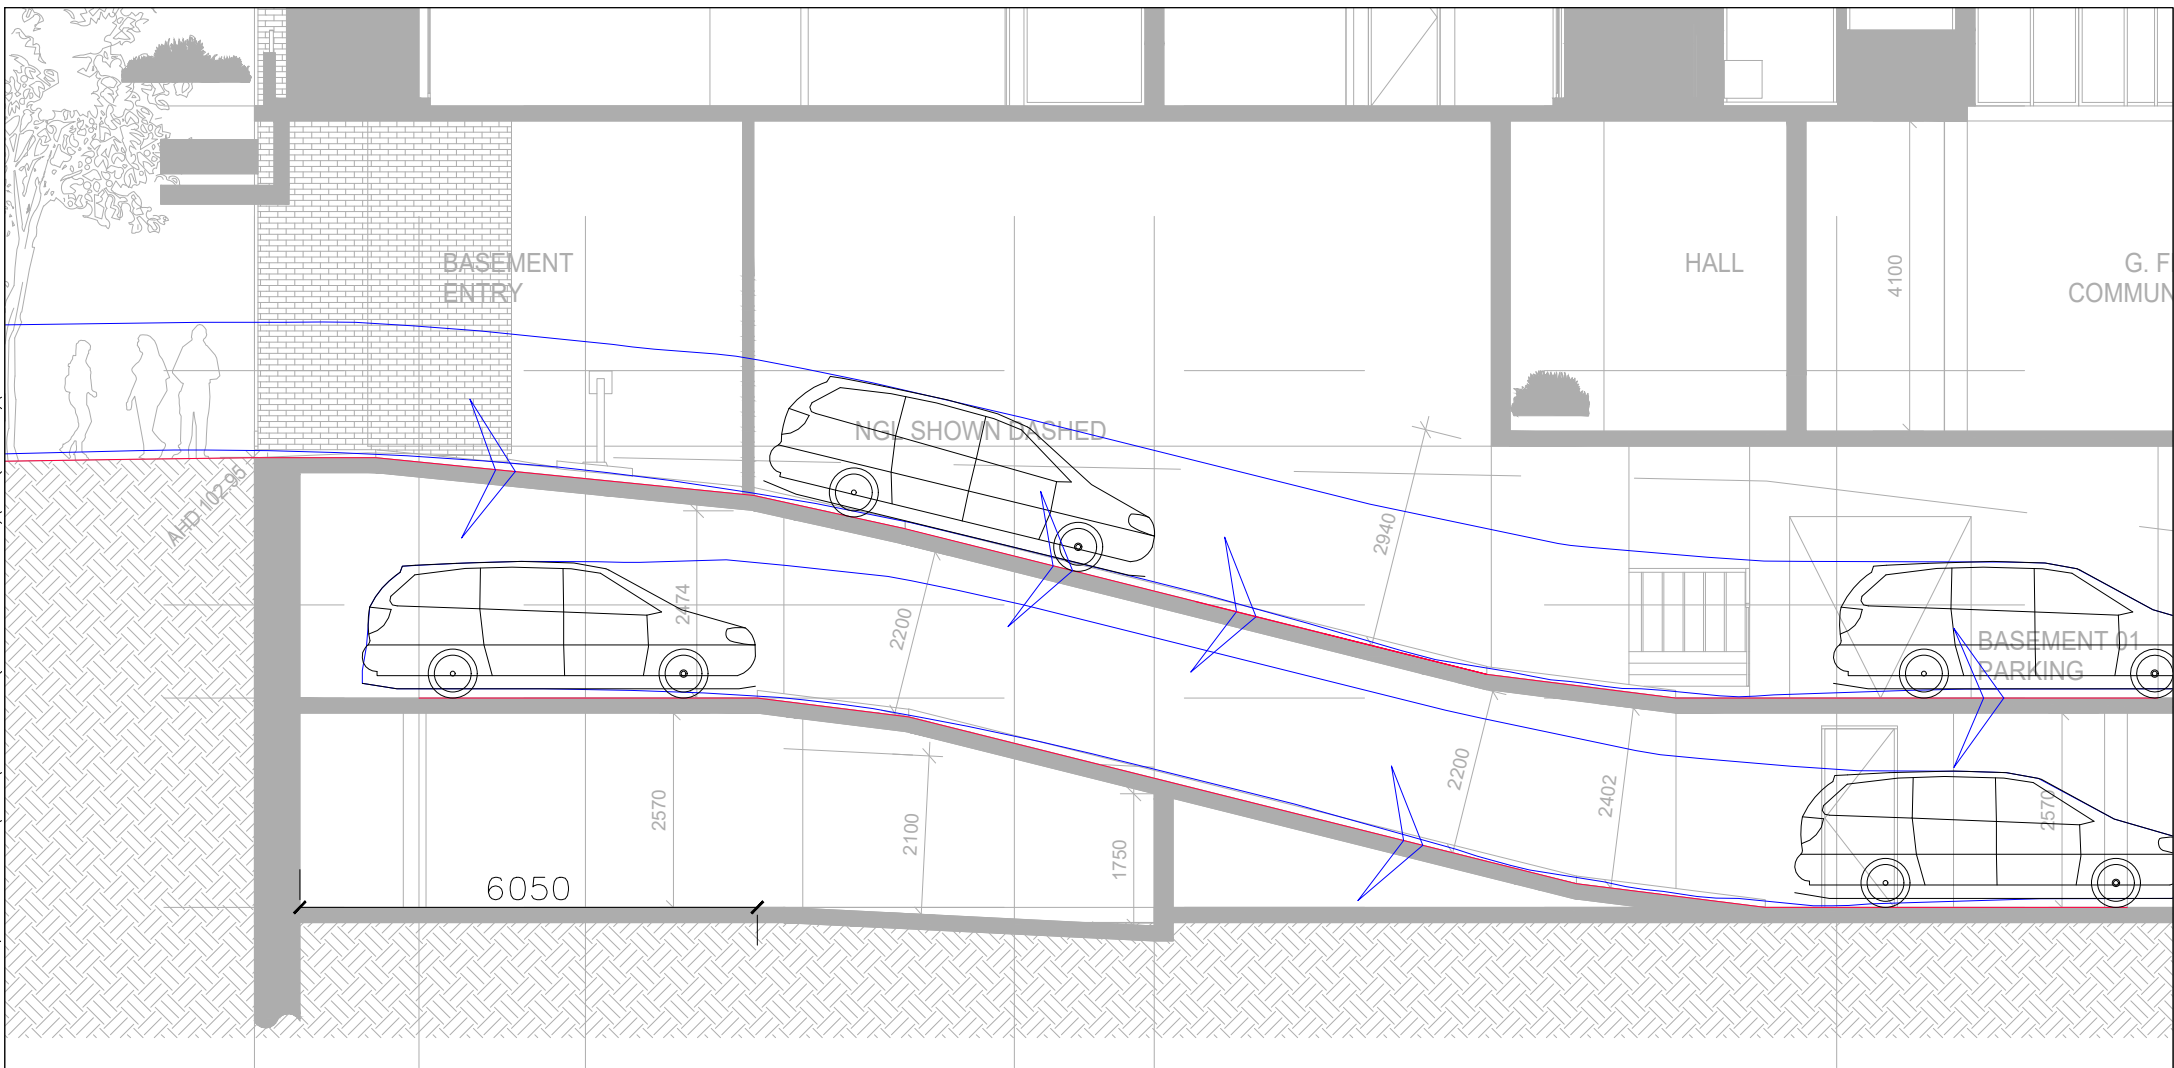 BASEMENT
ENTRY
HALL
4100
G. F
COMMUN
NGL SHOWN DASHED
AHD 102.95
2940
2474
2200
BASEMENT 01
PARKING
2200
2402
2570
2570
2100
1750
6050